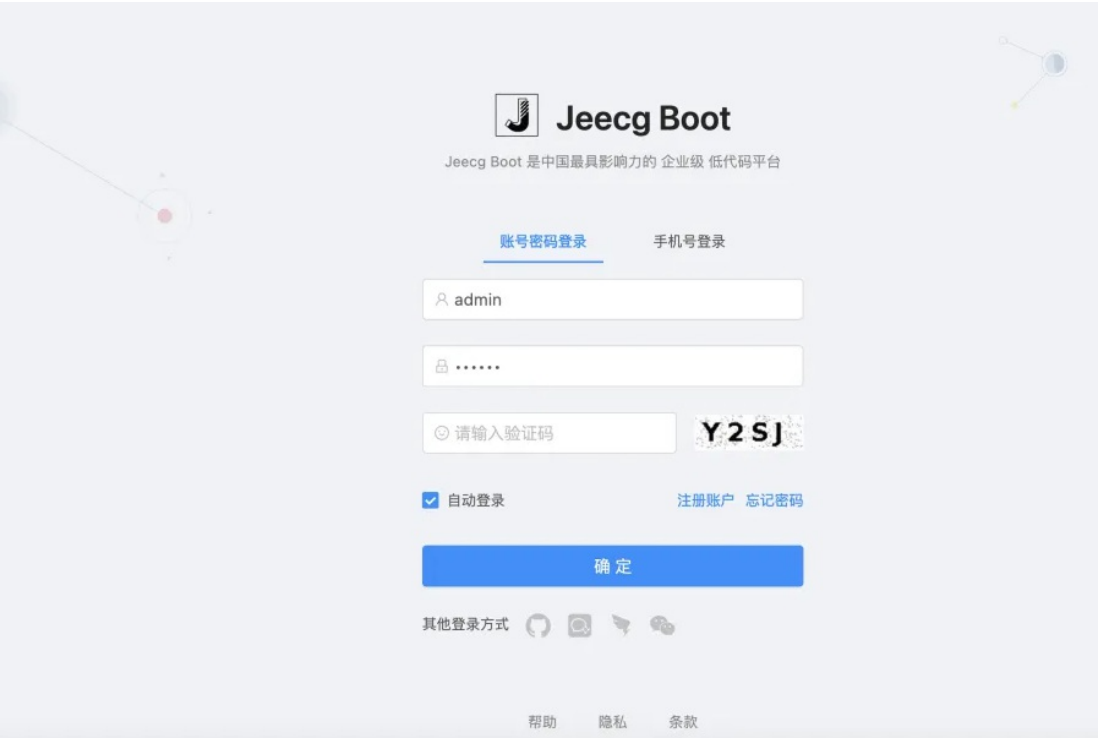 Jeecg Boot
Jeecg Boot 是中国最具影响力的 企业级 低代码平台
账号密码登录 手机号登录
admin
••••••
请输入验证码 Y2SJ
自动登录 注册账户 忘记密码
确 定
其他登录方式
帮助 隐私 条款